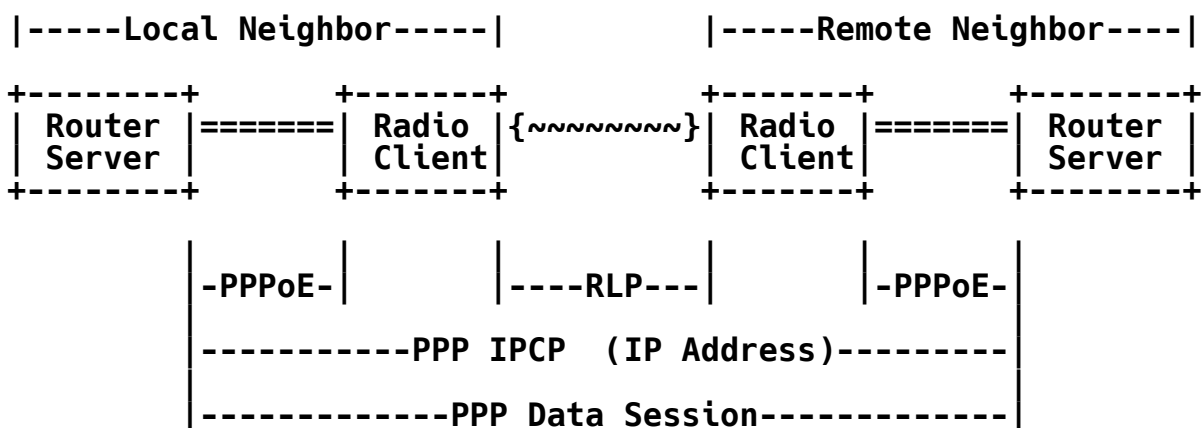 |-----Local Neighbor-----|            |-----Remote Neighbor----|
+--------+        +-------+            +-------+        +--------+
| Router |=======| Radio |{~~~~~~~~}| Radio |=======| Router |
| Server |       | Client|          | Client|       | Server |
+--------+        +-------+            +-------+        +--------+
|       |       |          |       |       |
|-PPPoE-|       |----RLP---|       |-PPPoE-|
|                                          |
|-----------PPP IPCP  (IP Address)---------|
|                                          |
|-------------PPP Data Session-------------|